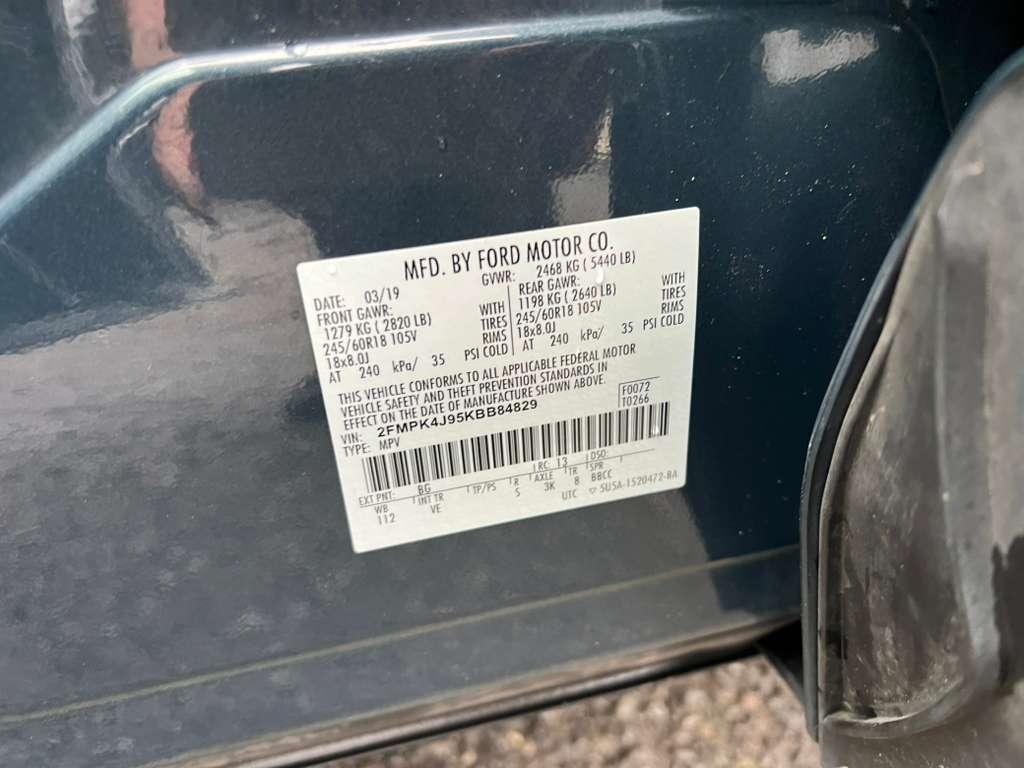 MFD. BY FORD MOTOR CO.
DATE: 03/19 GVWR: 2468 KG ( 5440 LB)
FRONT GAWR: REAR GAWR:
1279 KG ( 2820 LB) WITH 1198 KG ( 2640 LB) WITH
245/60R18 105V TIRES 245/60R18 105V TIRES
18x8.0J RIMS 18x8.0J RIMS
AT 240 kPa/ 35 PSI COLD AT 240 kPa/ 35 PSI COLD
THIS VEHICLE CONFORMS TO ALL APPLICABLE FEDERAL MOTOR
VEHICLE SAFETY AND THEFT PREVENTION STANDARDS IN
EFFECT ON THE DATE OF MANUFACTURE SHOWN ABOVE.
VIN: 2FMPK4J95KBB84829 F0072
TYPE: MPV T0266
EXT PNT: BG RC: 13 DSO:
WB INT TR TP/PS R AXLE TR SPR
112 VE S 3K 8 BBCC
UTC ▽ 5U5A-1520472-BA